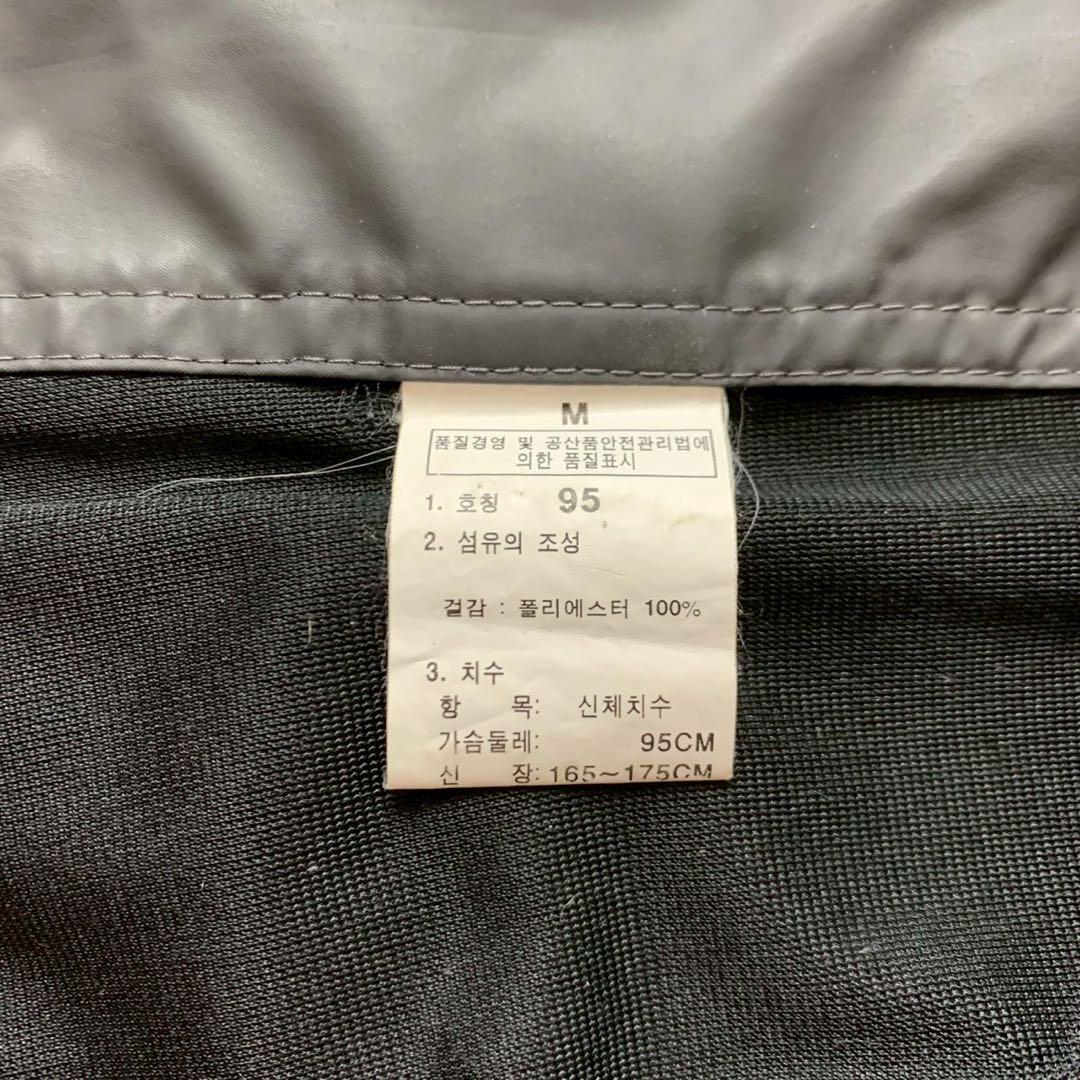 M
품질경영 및 공산품안전관리법에
의한 품질표시
1. 호칭 95
2. 섬유의 조성
걸감 : 폴리에스터 100%
3. 치수
항 목: 신체치수
가슴둘레: 95CM
신 장: 165~175CM